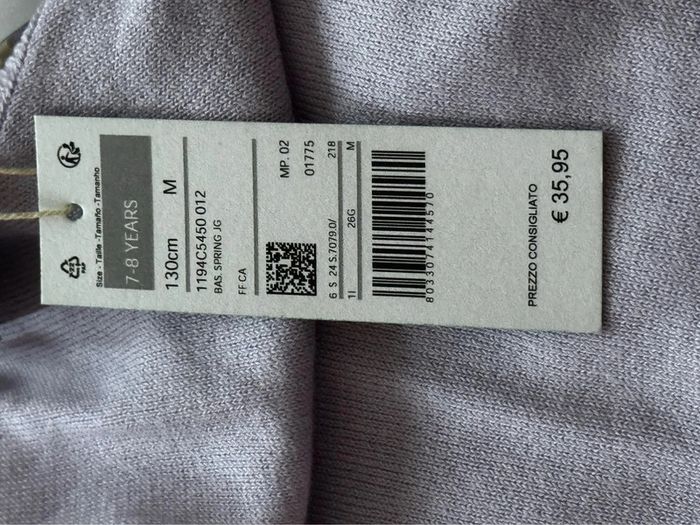 Size - Taille -Tamaño -Tamanho
7-8 YEARS
130cm M
1194C5450 012
BAS. SPRING JG
FF CA
MP. 02
01775
6 S 24 S.7079.0/ 218
1I 26G M
8033074144570
PREZZO CONSIGLIATO
€ 35,95